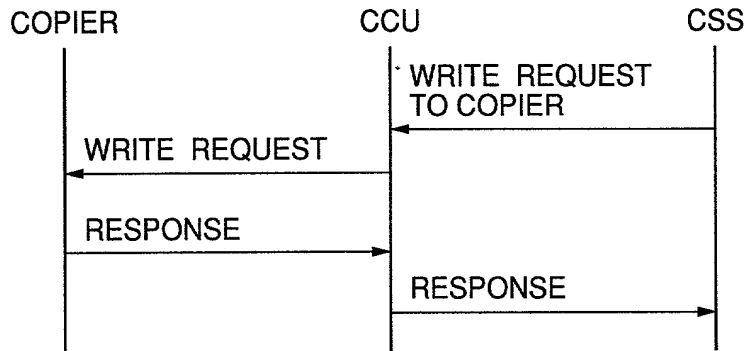 COPIER CCU CSS
WRITE REQUEST
TO COPIER
WRITE REQUEST
RESPONSE
RESPONSE